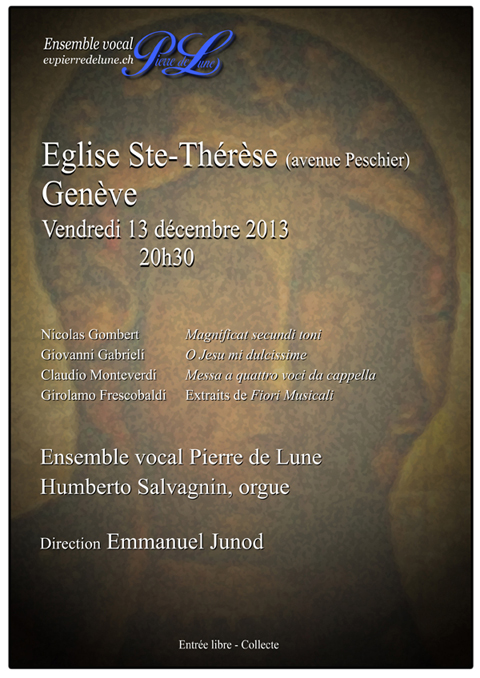 Ensemble vocal
evpierredelune.ch
Pierre de Lune
Eglise Ste-Thérèse (avenue Peschier)
Genève
Vendredi 13 décembre 2013
20h30
Nicolas Gombert Magnificat secundi toni
Giovanni Gabrieli O Jesu mi dulcissime
Claudio Monteverdi Messa a quattro voci da cappella
Girolamo Frescobaldi Extraits de Fiori Musicali
Ensemble vocal Pierre de Lune
Humberto Salvagnin, orgue
Direction Emmanuel Junod
Entrée libre - Collecte